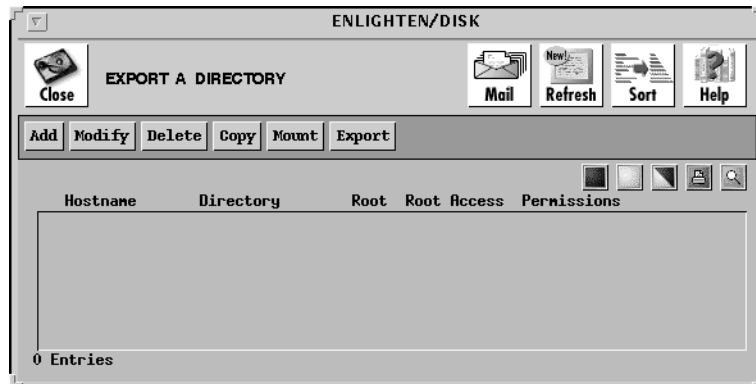 ENLIGHTEN/DISK
Close
EXPORT A DIRECTORY
Mail
New!
Refresh
Sort
Help
Add Modify Delete Copy Mount Export
Hostname Directory Root Root Access Permissions
0 Entries